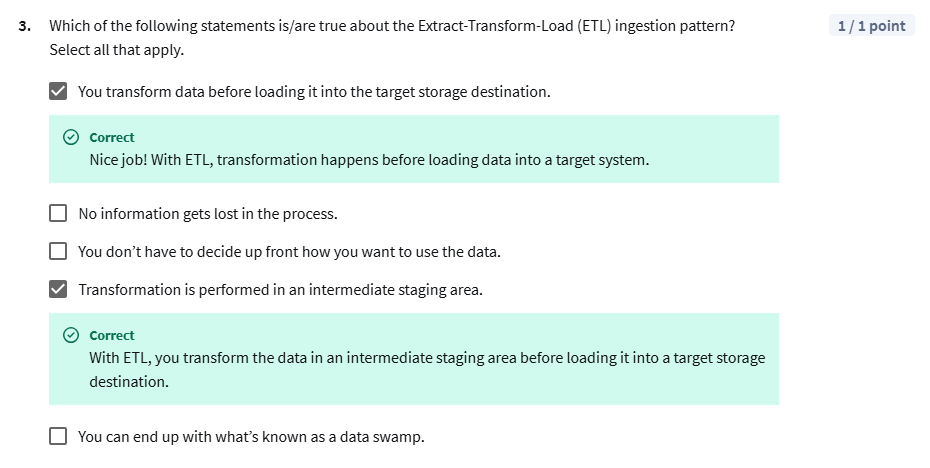 3. Which of the following statements is/are true about the Extract-Transform-Load (ETL) ingestion pattern? 1 / 1 point
Select all that apply.
You transform data before loading it into the target storage destination.
Correct
Nice job! With ETL, transformation happens before loading data into a target system.
No information gets lost in the process.
You don’t have to decide up front how you want to use the data.
Transformation is performed in an intermediate staging area.
Correct
With ETL, you transform the data in an intermediate staging area before loading it into a target storage
destination.
You can end up with what’s known as a data swamp.